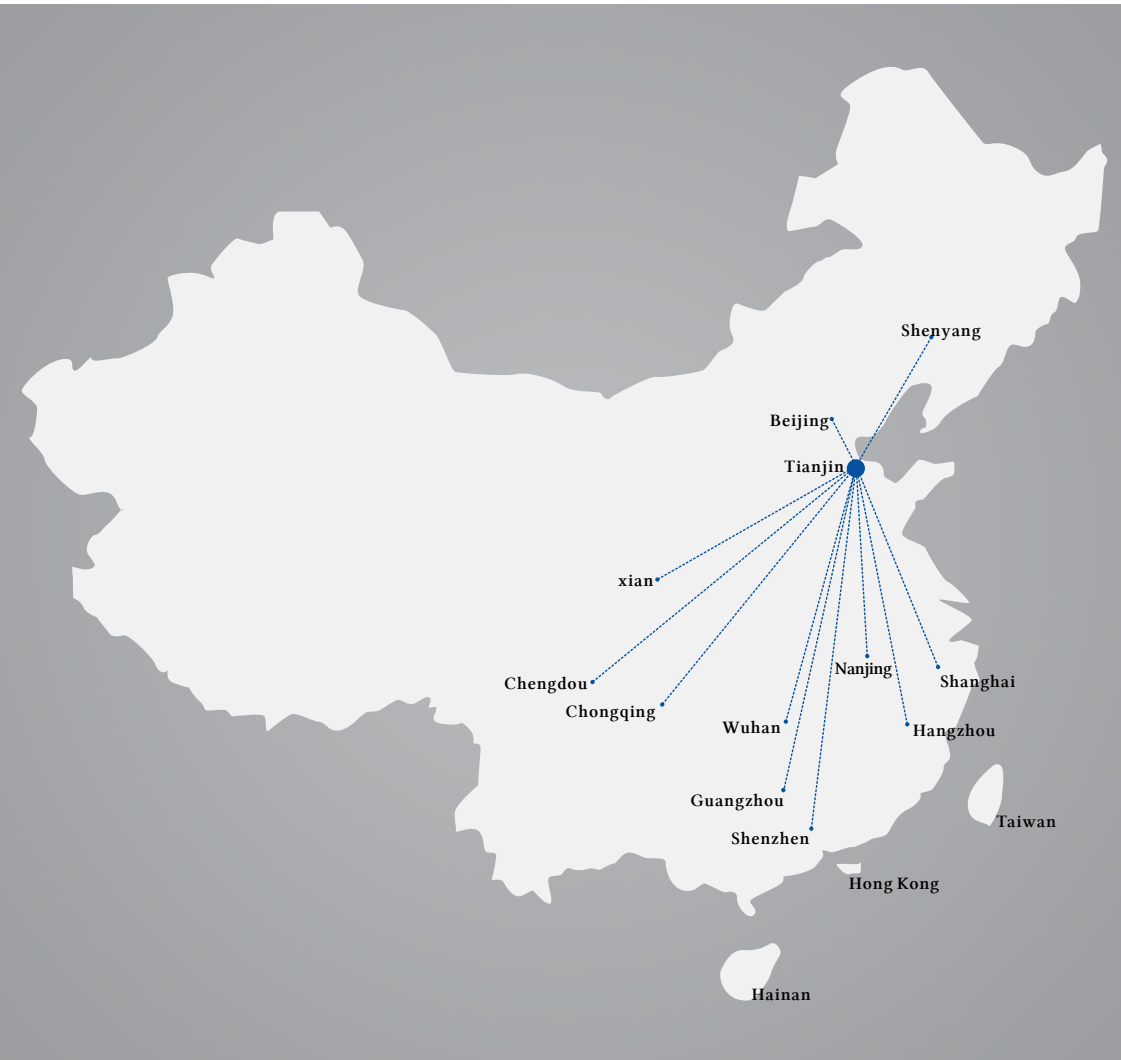 Shenyang
Beijing
Tianjin
xian
Nanjing
Shanghai
Chengdou
Chongqing
Wuhan
Hangzhou
Guangzhou
Taiwan
Shenzhen
Hong Kong
Hainan